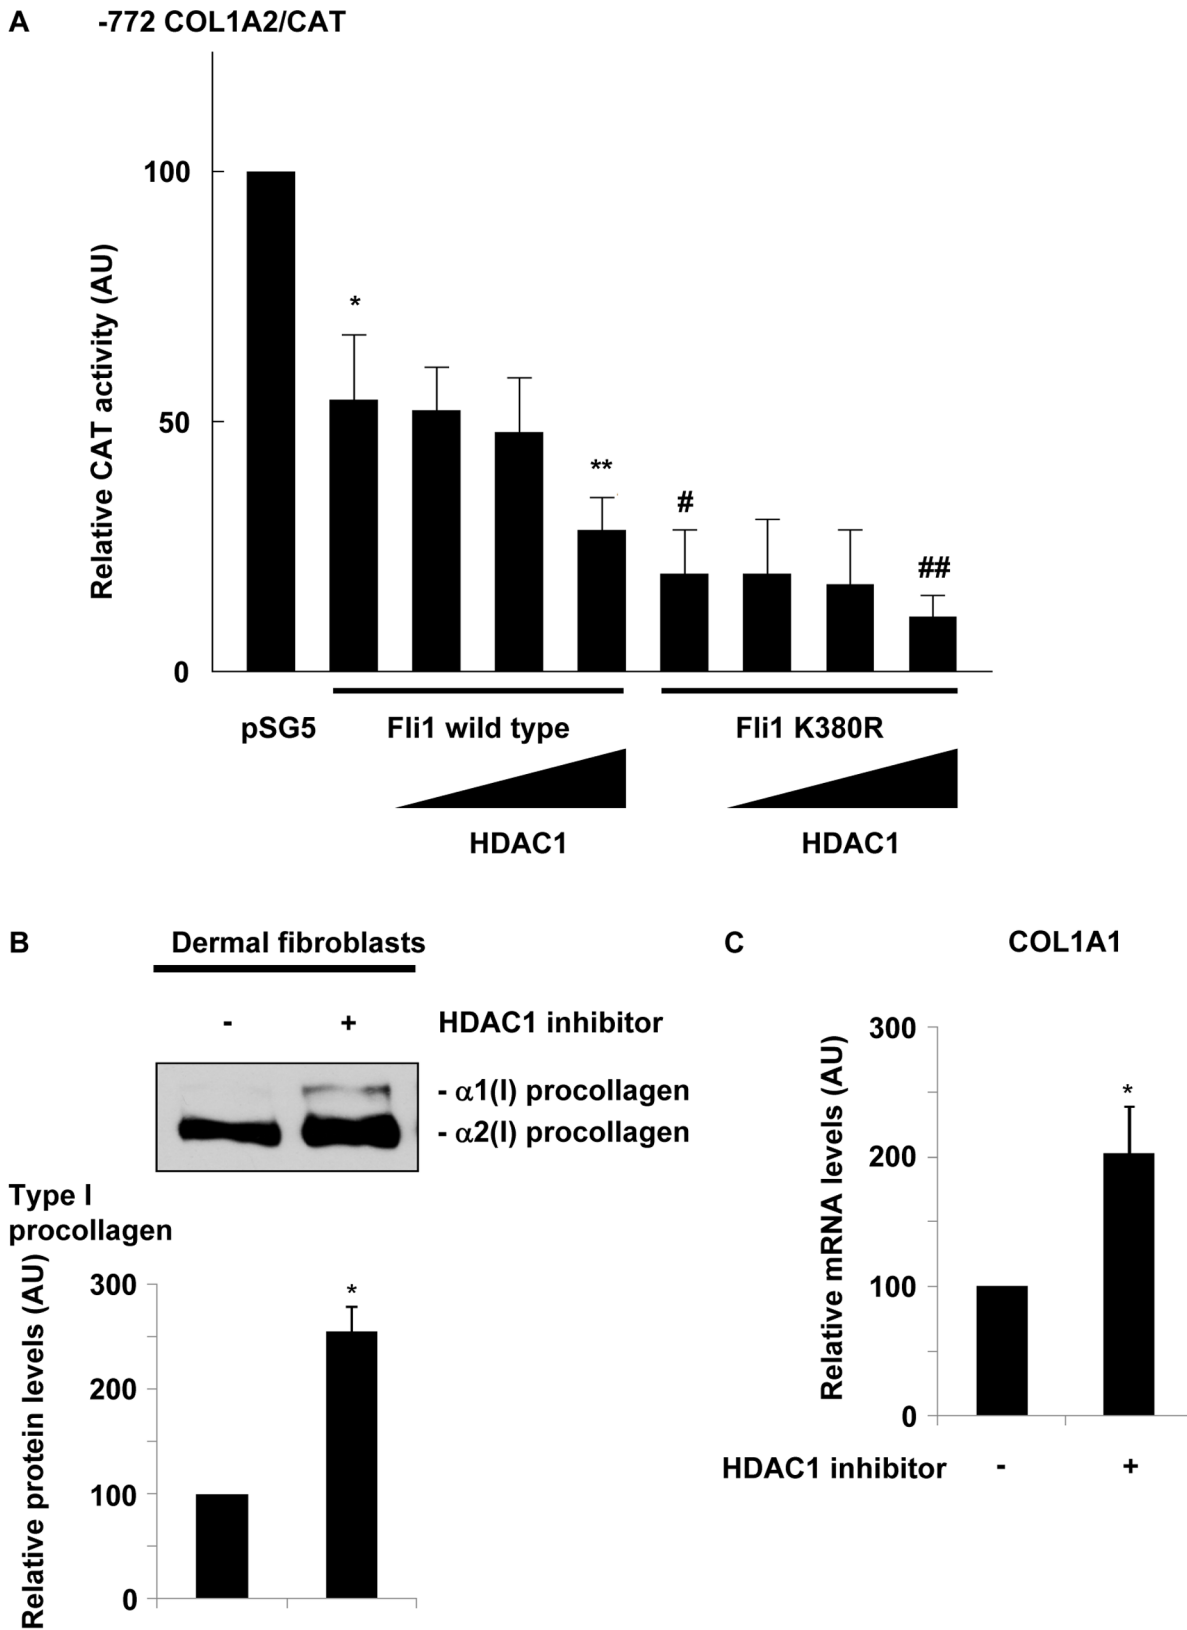 A
-772 COL1A2/CAT
Relative CAT activity (AU)
100
50
0
*
**
#
##
pSG5
Fli1 wild type
Fli1 K380R
HDAC1
HDAC1
B
Dermal fibroblasts
- + HDAC1 inhibitor
- α1(I) procollagen
- α2(I) procollagen
Type I
procollagen
Relative protein levels (AU)
300
200
100
0
*
C
COL1A1
Relative mRNA levels (AU)
300
200
100
0
*
HDAC1 inhibitor - +